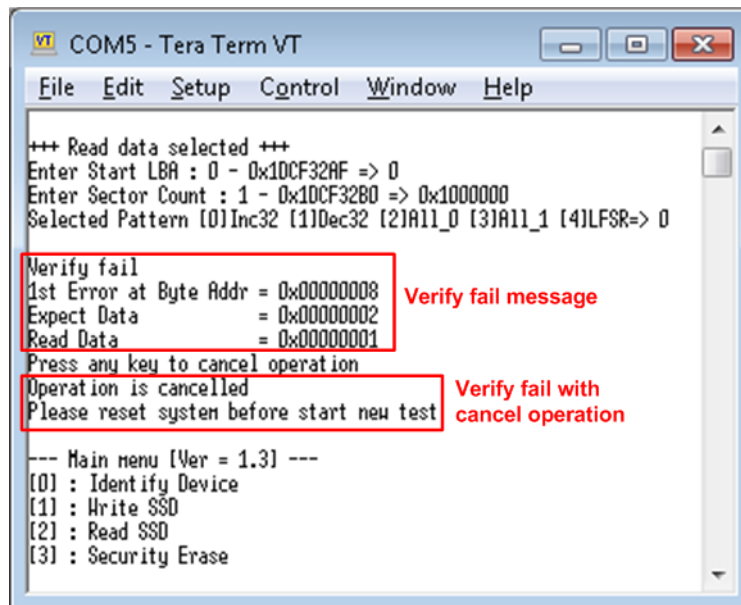 COM5 - Tera Term VT
File Edit Setup Control Window Help
+++ Read data selected +++
Enter Start LBA : 0 - 0x1DCF32AF => 0
Enter Sector Count : 1 - 0x1DCF32B0 => 0x1000000
Selected Pattern [0]Inc32 [1]Dec32 [2]All_0 [3]All_1 [4]LFSR=> 0
Verify fail
1st Error at Byte Addr = 0x00000008
Expect Data = 0x00000002
Read Data = 0x00000001
Verify fail message
Press any key to cancel operation
Operation is cancelled
Please reset system before start new test
Verify fail with
cancel operation
--- Main menu [Ver = 1.3] ---
[0] : Identify Device
[1] : Write SSD
[2] : Read SSD
[3] : Security Erase